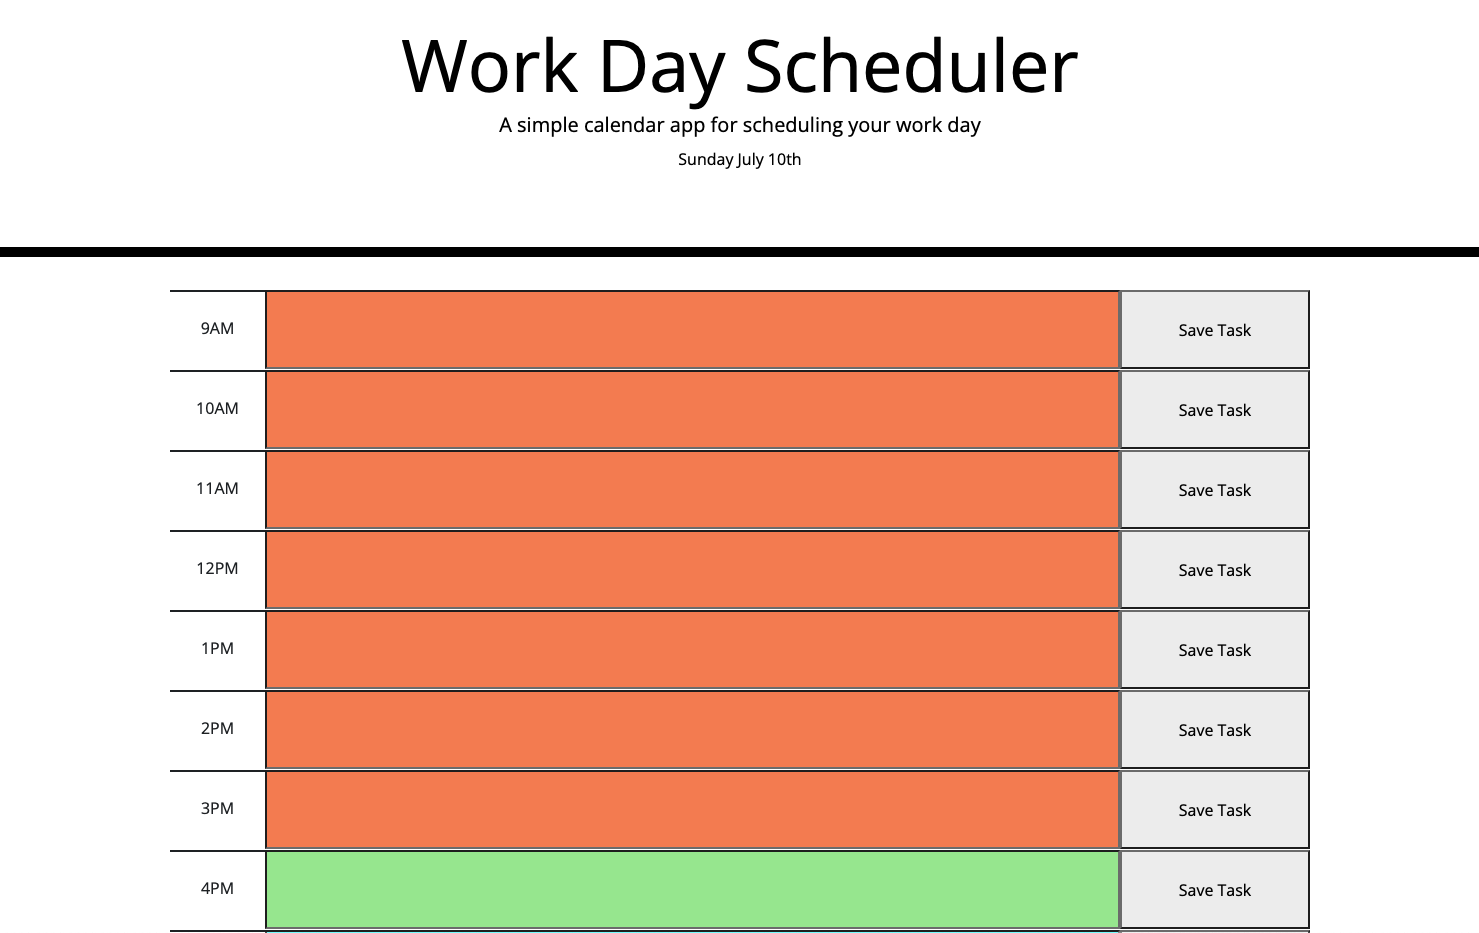 Work Day Scheduler
A simple calendar app for scheduling your work day
Sunday July 10th
9AM Save Task
10AM Save Task
11AM Save Task
12PM Save Task
1PM Save Task
2PM Save Task
3PM Save Task
4PM Save Task